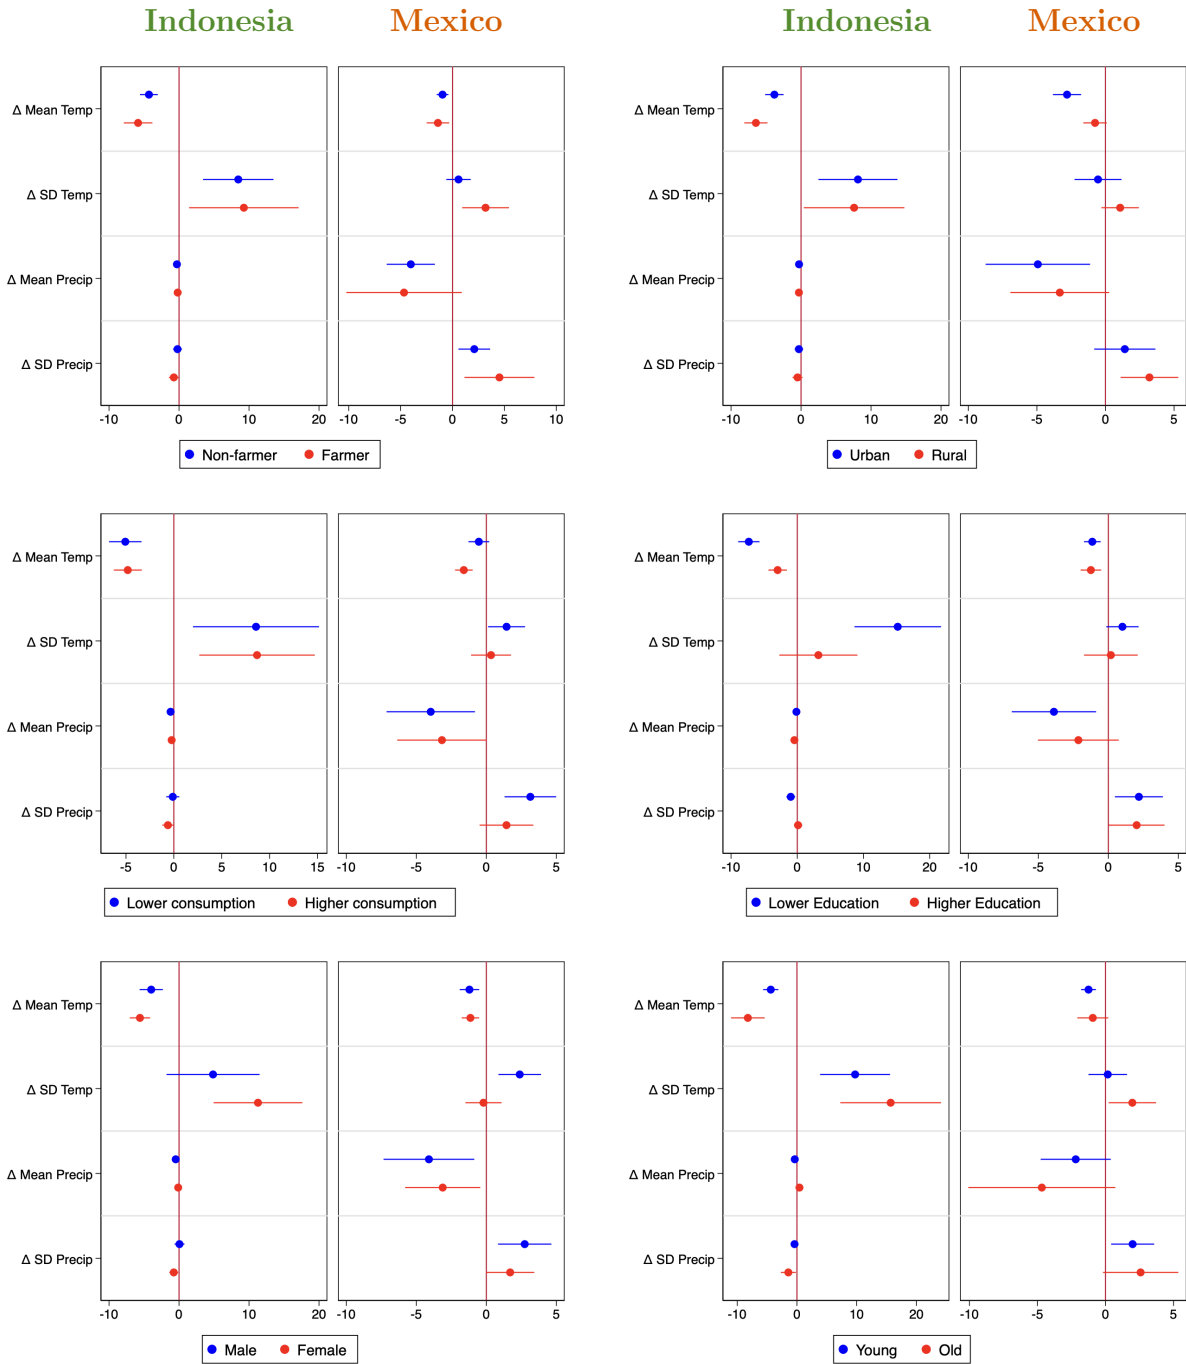 Indonesia Mexico Indonesia Mexico
Δ Mean Temp
Δ SD Temp
Δ Mean Precip
Δ SD Precip
-10 0 10 20 -10 -5 0 5 10
Non-farmer Farmer
Δ Mean Temp
Δ SD Temp
Δ Mean Precip
Δ SD Precip
-10 0 10 20 -10 -5 0 5
Urban Rural
Δ Mean Temp
Δ SD Temp
Δ Mean Precip
Δ SD Precip
-5 0 5 10 15 -10 -5 0 5
Lower consumption Higher consumption
Δ Mean Temp
Δ SD Temp
Δ Mean Precip
Δ SD Precip
-10 0 10 20 -10 -5 0 5
Lower Education Higher Education
Δ Mean Temp
Δ SD Temp
Δ Mean Precip
Δ SD Precip
-10 0 10 20 -10 -5 0 5
Male Female
Δ Mean Temp
Δ SD Temp
Δ Mean Precip
Δ SD Precip
-10 0 10 20 -10 -5 0 5
Young Old